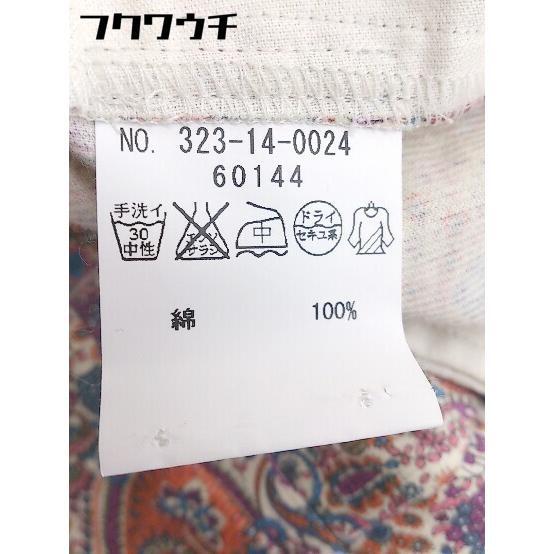 フクワウチ
NO. 323-14-0024
60144
手洗イ
30
中性
エンソ
サラシ
中
ドライ
セキユ系
綿 100%